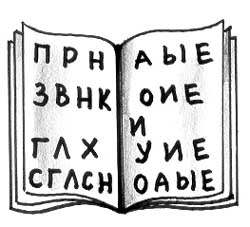 ПРН АЫЕ
ЗВНК ОИЕ
И
ГЛХ УИЕ
СГЛСН ОАЫЕ